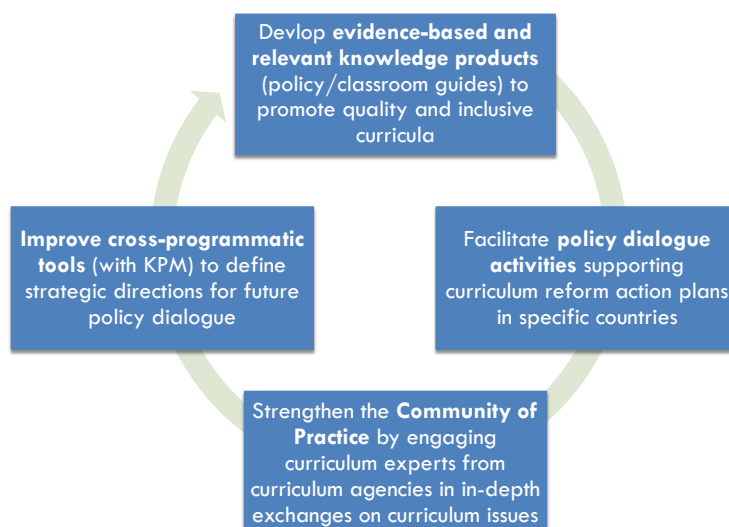 Devlop evidence-based and
relevant knowledge products
(policy/classroom guides) to
promote quality and inclusive
curricula
Facilitate policy dialogue
activities supporting
curriculum reform action plans
in specific countries
Strengthen the Community of
Practice by engaging
curriculum experts from
curriculum agencies in in-depth
exchanges on curriculum issues
Improve cross-programmatic
tools (with KPM) to define
strategic directions for future
policy dialogue